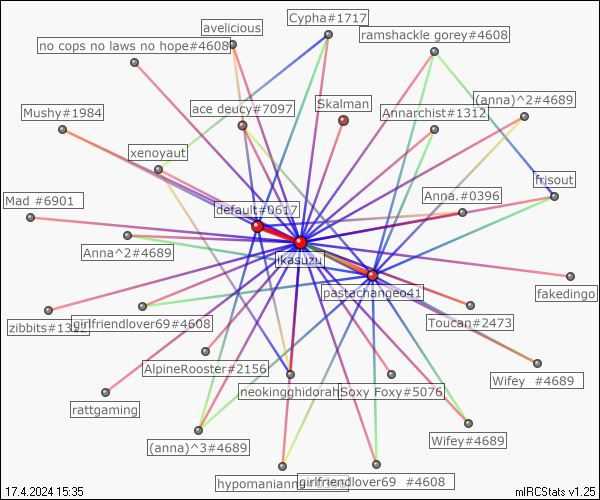 Cypha#1717
avelicious
ramshackle gorey#4608
no cops no laws no hope#4608
(anna)^2#4689
Skalman
ace deucy#7097
Mushy#1984
Annarchist#1312
xenoyaut
frisout
Anna.#0396
Mad #6901
default#0617
Anna^2#4689
ikasuzu
pastachangeo41
fakedingo
zibbits#13
girlfriendlover69#4608
Toucan#2473
AlpineRooster#2156
Wifey #4689
neokingghidorah
Soxy Foxy#5076
rattgaming
Wifey#4689
(anna)^3#4689
hypomanianna
girlfriendlover69 #4608
17.4.2024 15:35
mIRCStats v1.25